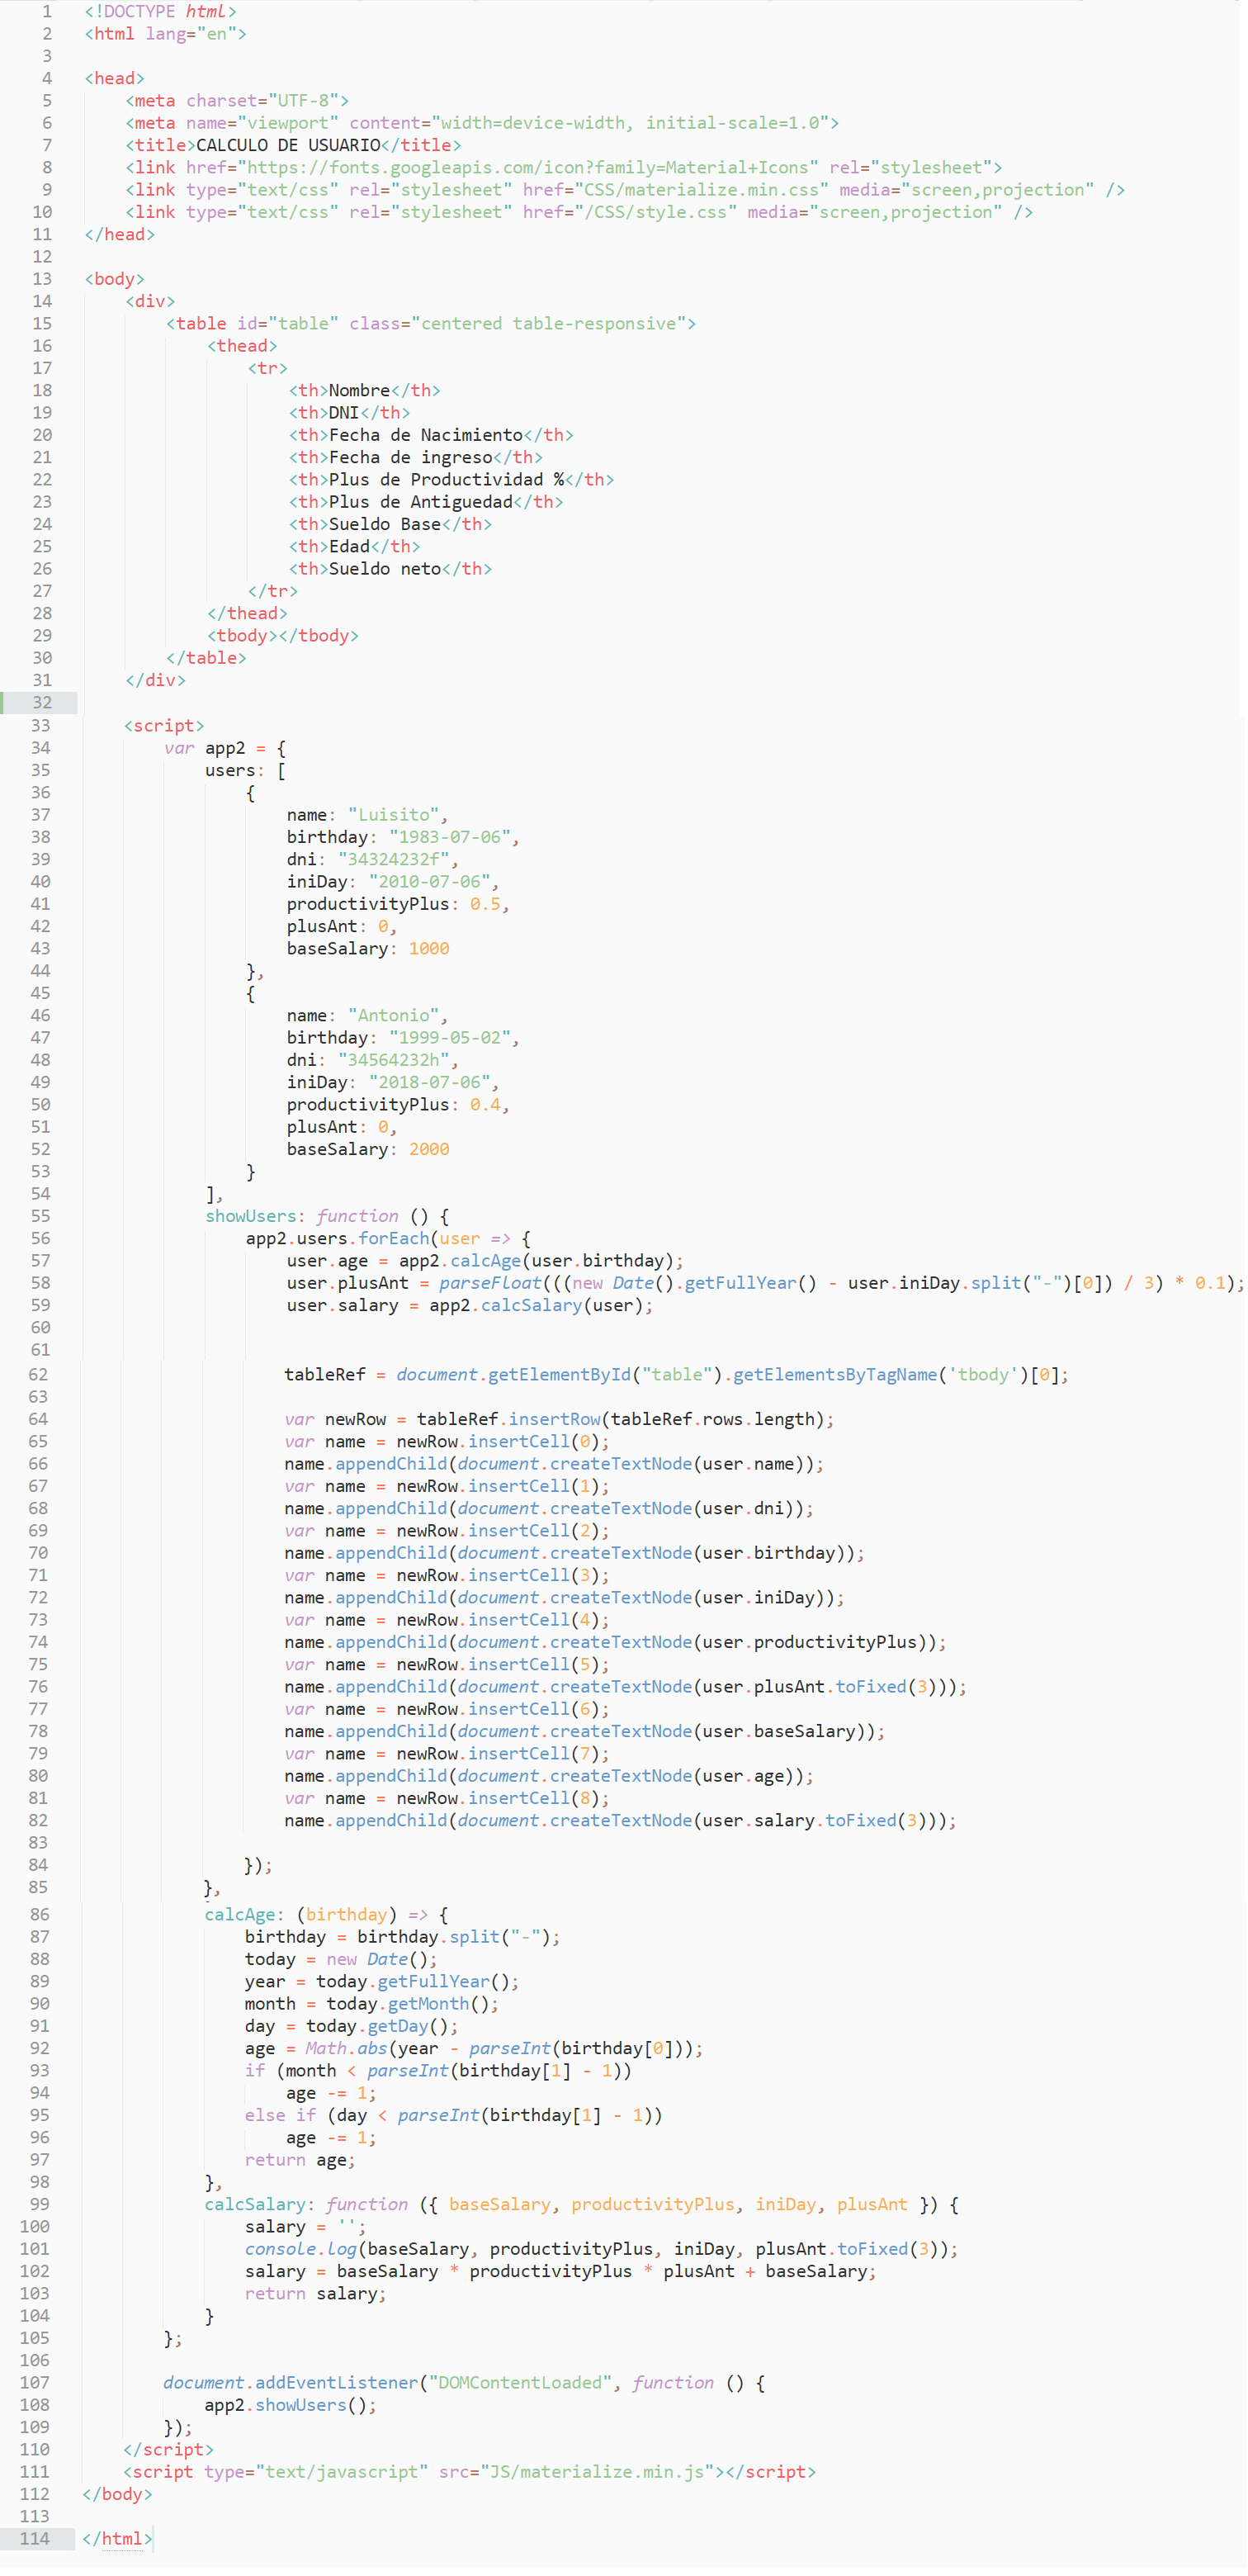 1 <!DOCTYPE html>
2 <html lang="en">
3
4 <head>
5     <meta charset="UTF-8">
6     <meta name="viewport" content="width=device-width, initial-scale=1.0">
7     <title>CALCULO DE USUARIO</title>
8     <link href="https://fonts.googleapis.com/icon?family=Material+Icons" rel="stylesheet">
9     <link type="text/css" rel="stylesheet" href="CSS/materialize.min.css" media="screen,projection" />
10     <link type="text/css" rel="stylesheet" href="/CSS/style.css" media="screen,projection" />
11 </head>
12
13 <body>
14     <div>
15         <table id="table" class="centered table-responsive">
16             <thead>
17                 <tr>
18                     <th>Nombre</th>
19                     <th>DNI</th>
20                     <th>Fecha de Nacimiento</th>
21                     <th>Fecha de ingreso</th>
22                     <th>Plus de Productividad %</th>
23                     <th>Plus de Antiguedad</th>
24                     <th>Sueldo Base</th>
25                     <th>Edad</th>
26                     <th>Sueldo neto</th>
27                 </tr>
28             </thead>
29             <tbody></tbody>
30         </table>
31     </div>
32
33     <script>
34         var app2 = {
35             users: [
36                 {
37                     name: "Luisito",
38                     birthday: "1983-07-06",
39                     dni: "34324232f",
40                     iniDay: "2010-07-06",
41                     productivityPlus: 0.5,
42                     plusAnt: 0,
43                     baseSalary: 1000
44                 },
45                 {
46                     name: "Antonio",
47                     birthday: "1999-05-02",
48                     dni: "34564232h",
49                     iniDay: "2018-07-06",
50                     productivityPlus: 0.4,
51                     plusAnt: 0,
52                     baseSalary: 2000
53                 }
54             ],
55             showUsers: function () {
56                 app2.users.forEach(user => {
57                     user.age = app2.calcAge(user.birthday);
58                     user.plusAnt = parseFloat(((new Date().getFullYear() - user.iniDay.split("-")[0]) / 3) * 0.1);
59                     user.salary = app2.calcSalary(user);
60
61
62                     tableRef = document.getElementById("table").getElementsByTagName('tbody')[0];
63
64                     var newRow = tableRef.insertRow(tableRef.rows.length);
65                     var name = newRow.insertCell(0);
66                     name.appendChild(document.createTextNode(user.name));
67                     var name = newRow.insertCell(1);
68                     name.appendChild(document.createTextNode(user.dni));
69                     var name = newRow.insertCell(2);
70                     name.appendChild(document.createTextNode(user.birthday));
71                     var name = newRow.insertCell(3);
72                     name.appendChild(document.createTextNode(user.iniDay));
73                     var name = newRow.insertCell(4);
74                     name.appendChild(document.createTextNode(user.productivityPlus));
75                     var name = newRow.insertCell(5);
76                     name.appendChild(document.createTextNode(user.plusAnt.toFixed(3)));
77                     var name = newRow.insertCell(6);
78                     name.appendChild(document.createTextNode(user.baseSalary));
79                     var name = newRow.insertCell(7);
80                     name.appendChild(document.createTextNode(user.age));
81                     var name = newRow.insertCell(8);
82                     name.appendChild(document.createTextNode(user.salary.toFixed(3)));
83
84                 });
85             },
86             calcAge: (birthday) => {
87                 birthday = birthday.split("-");
88                 today = new Date();
89                 year = today.getFullYear();
90                 month = today.getMonth();
91                 day = today.getDay();
92                 age = Math.abs(year - parseInt(birthday[0]));
93                 if (month < parseInt(birthday[1] - 1))
94                     age -= 1;
95                 else if (day < parseInt(birthday[1] - 1))
96                     age -= 1;
97                 return age;
98             },
99             calcSalary: function ({ baseSalary, productivityPlus, iniDay, plusAnt }) {
100                 salary = '';
101                 console.log(baseSalary, productivityPlus, iniDay, plusAnt.toFixed(3));
102                 salary = baseSalary * productivityPlus * plusAnt + baseSalary;
103                 return salary;
104             }
105         };
106
107         document.addEventListener("DOMContentLoaded", function () {
108             app2.showUsers();
109         });
110     </script>
111     <script type="text/javascript" src="JS/materialize.min.js"></script>
112 </body>
113
114 </html>